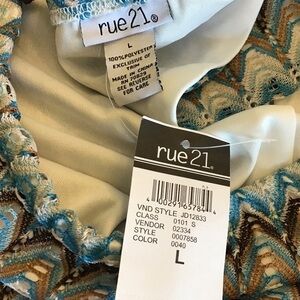 rue21
L
100% POLYESTER
EXCLUSIVE OF
TRIM
MADE IN CHINA
SEE REVERSE
FOR CARE
rue21
VND STYLE JD12833
CLASS 0101 S
VENDOR 02334
STYLE 0007858
COLOR 0040
L